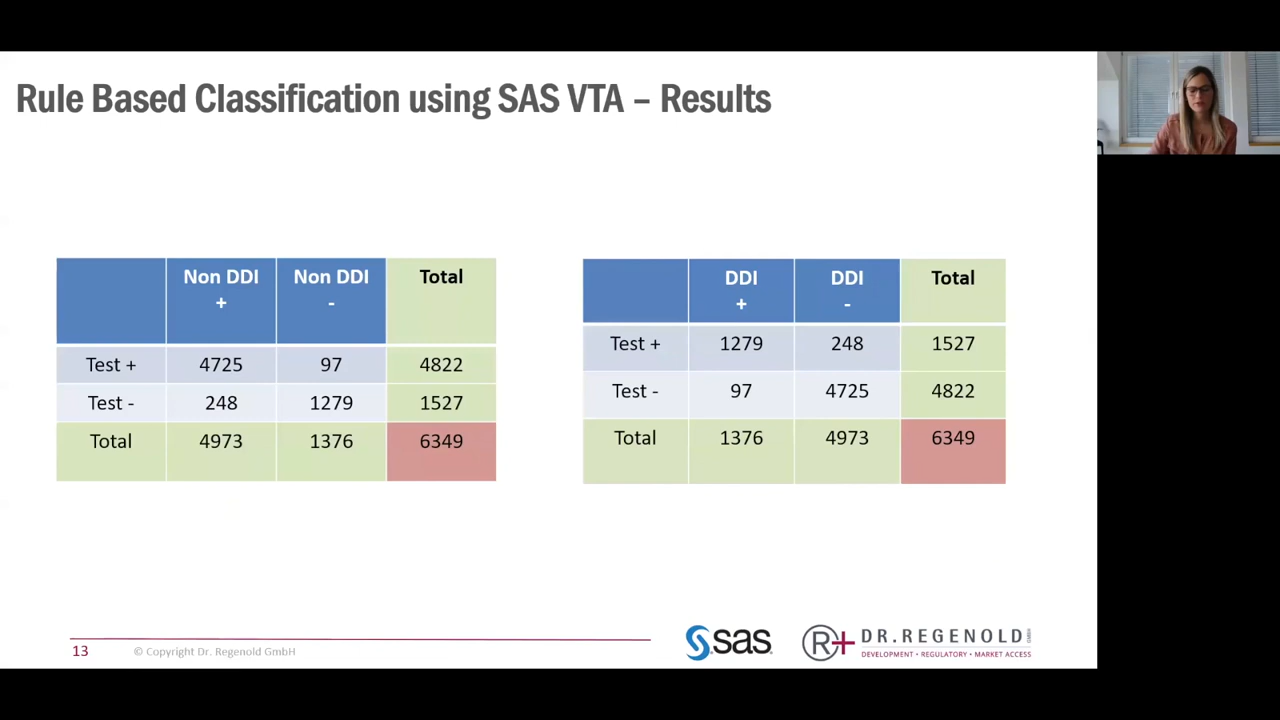 Rule Based Classification using SAS VTA – Results
Non DDI Non DDI Total
+ -
Test + 4725 97 4822
Test - 248 1279 1527
Total 4973 1376 6349
DDI DDI Total
+ -
Test + 1279 248 1527
Test - 97 4725 4822
Total 1376 4973 6349
13 © Copyright Dr. Regenold GmbH
sas
R+ DR.REGENOLD GMBH
DEVELOPMENT • REGULATORY • MARKET ACCESS